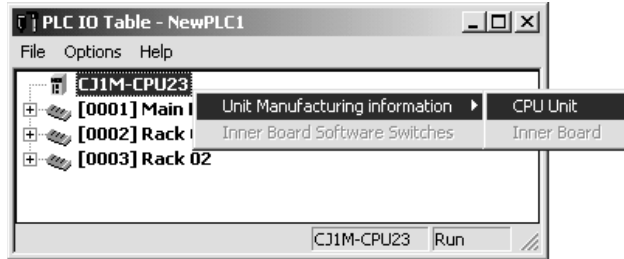 PLC IO Table - NewPLC1
File Options Help
CJ1M-CPU23
[0001] Main
[0002] Rack
[0003] Rack 02
Unit Manufacturing information
Inner Board Software Switches
CPU Unit
Inner Board
CJ1M-CPU23 Run